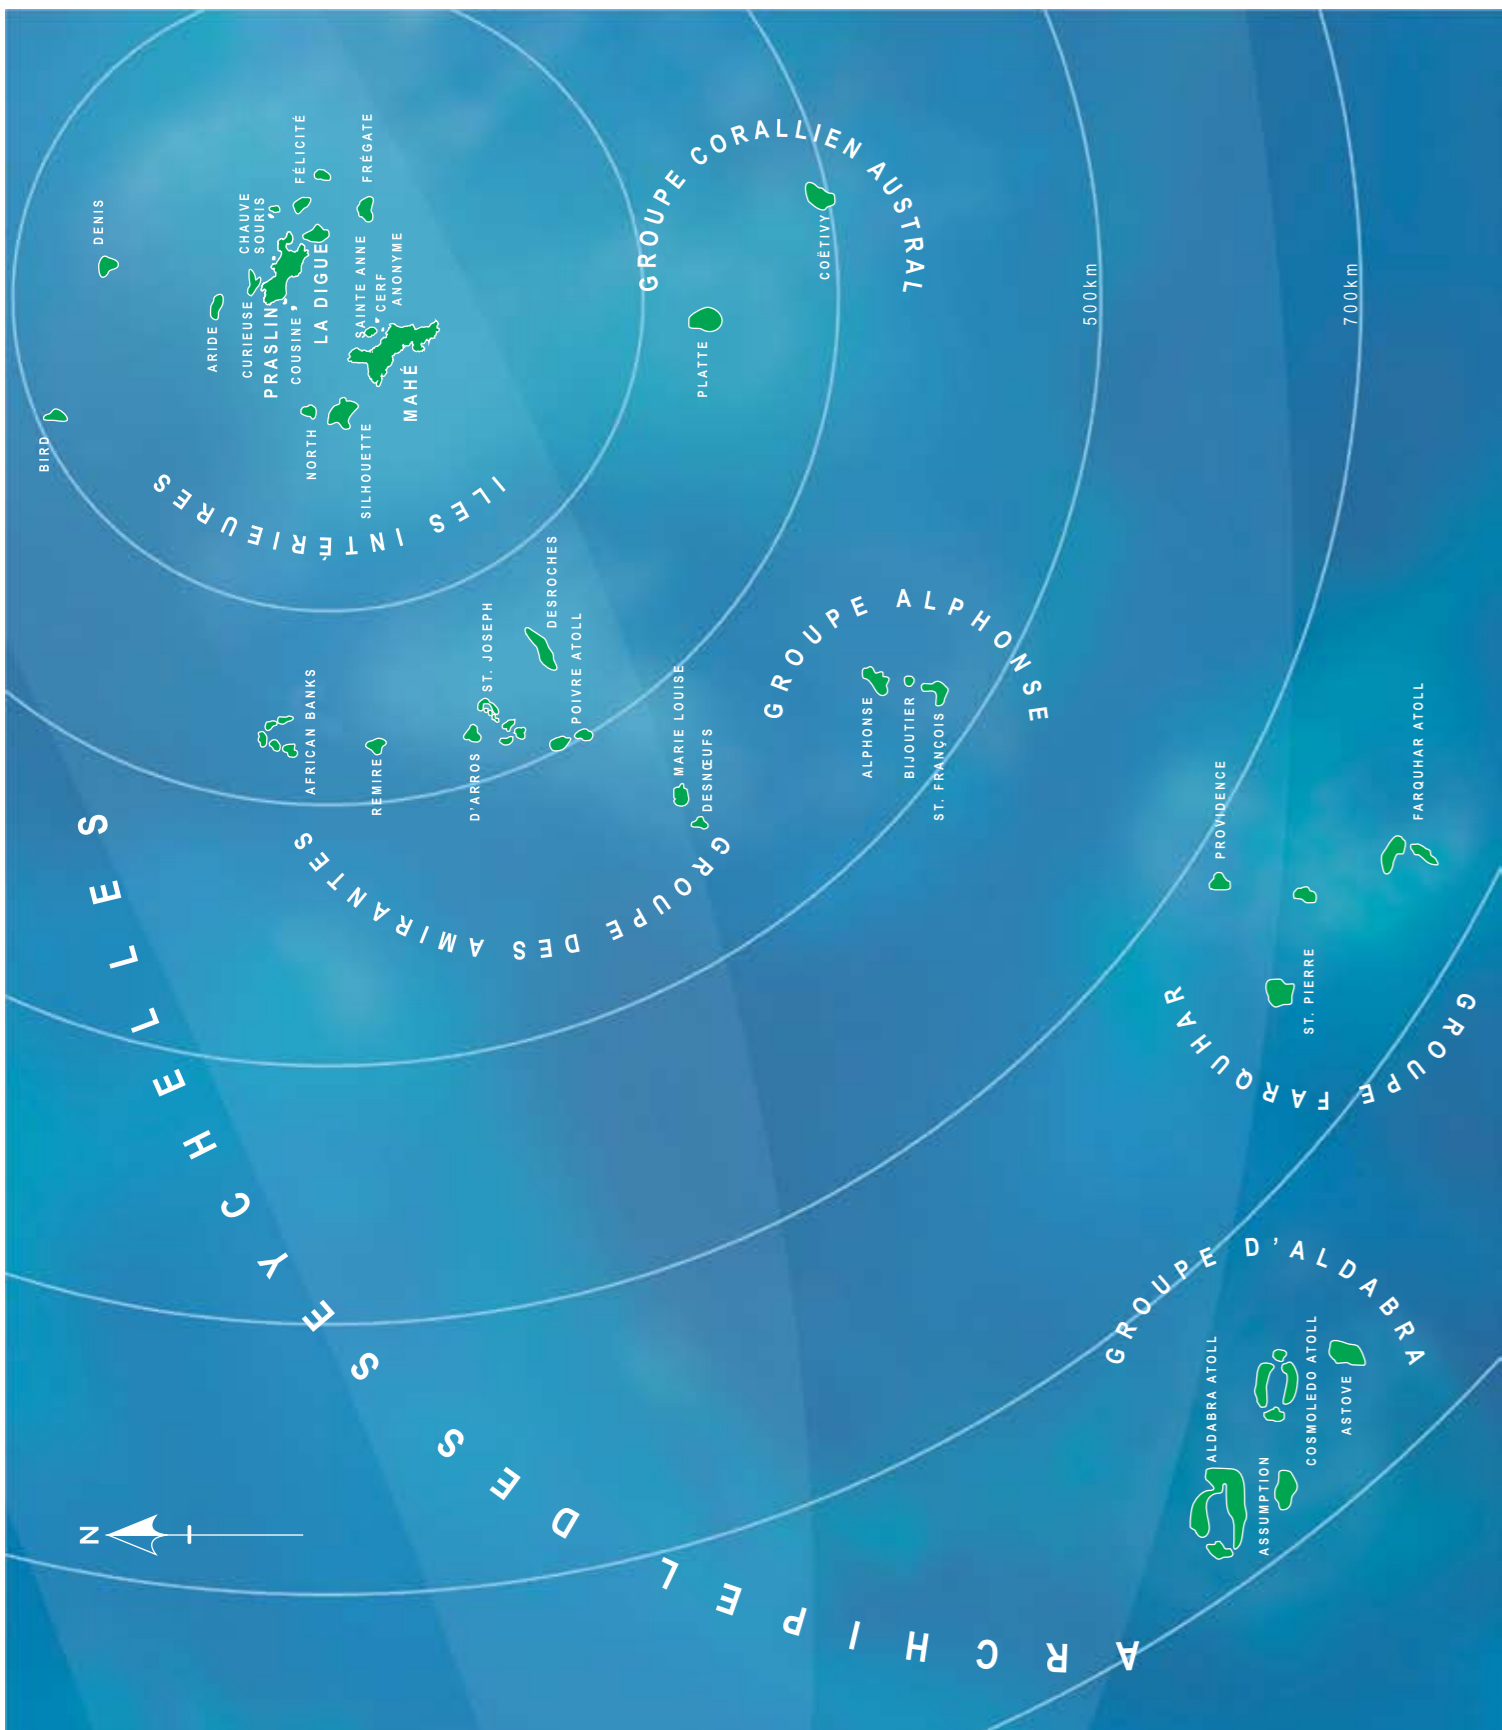 ARCHIPEL DES SEYCHELLES
N
ILES INTÉRIEURES
BIRD
DENIS
ARIDE
CURIEUSE
CHAUVE
SOURIS
PRASLIN
COUSINE
FÉLICITÉ
LA DIGUE
FRÉGATE
SAINTE ANNE
CERF
ANONYME
NORTH
SILHOUETTE
MAHÉ
GROUPE CORALLIEN AUSTRAL
PLATTE
COËTIVY
GROUPE DES AMIRANTES
AFRICAN BANKS
REMIRE
D'ARROS
ST. JOSEPH
DESROCHES
POIVRE ATOLL
MARIE LOUISE
DESNŒUFS
GROUPE ALPHONSE
ALPHONSE
BIJOUTIER
ST. FRANÇOIS
500km
700km
GROUPE FARQUHAR
PROVIDENCE
ST. PIERRE
FARQUHAR ATOLL
GROUPE D'ALDABRA
ALDABRA ATOLL
ASSUMPTION
COSMOLEDO ATOLL
ASTOVE